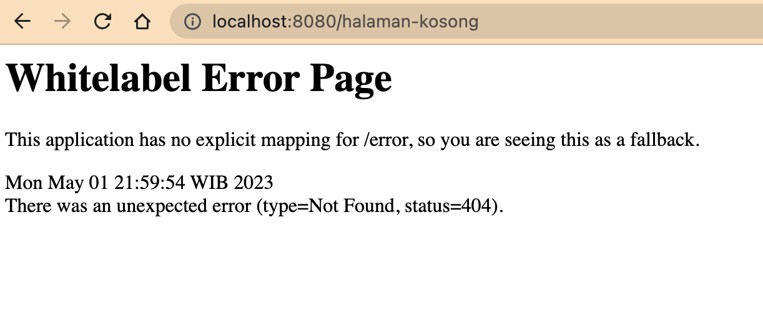 localhost:8080/halaman-kosong
Whitelabel Error Page
This application has no explicit mapping for /error, so you are seeing this as a fallback.
Mon May 01 21:59:54 WIB 2023
There was an unexpected error (type=Not Found, status=404).